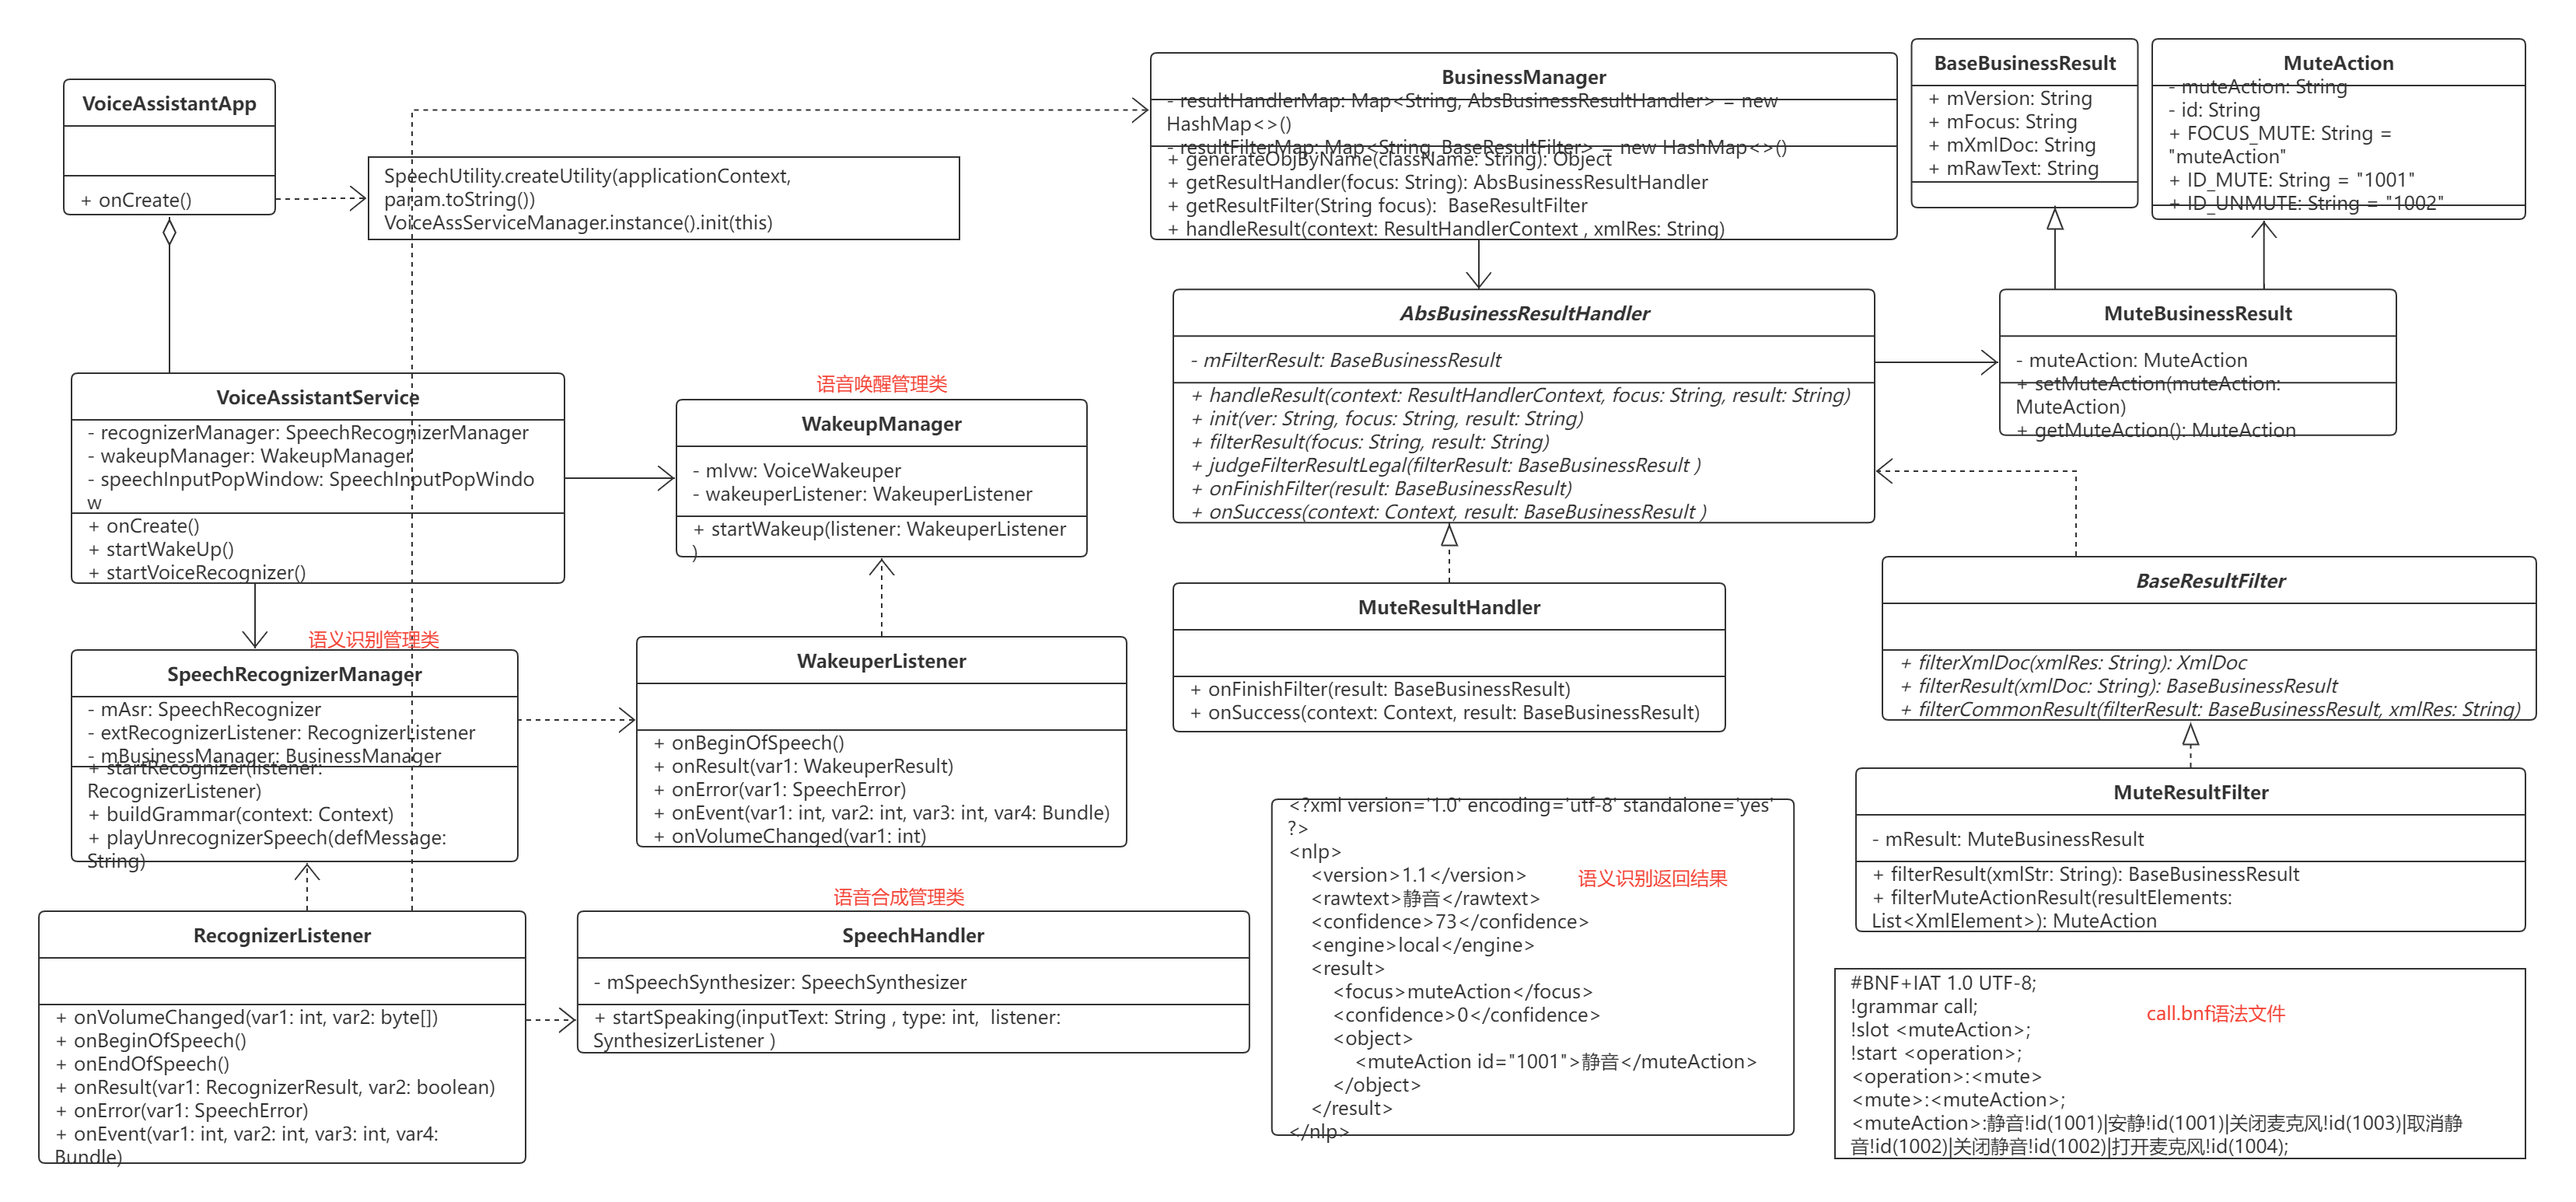 VoiceAssistantApp
+ onCreate()
SpeechUtility.createUtility(applicationContext,
param.toString())
VoiceAssServiceManager.instance().init(this)
BusinessManager
- resultHandlerMap: Map<String, AbsBusinessResultHandler> = new
HashMap<>()
- resultFilterMap: Map<String, BaseResultFilter> = new HashMap<>()
+ generateObjByName(className: String): Object
+ getResultHandler(focus: String): AbsBusinessResultHandler
+ getResultFilter(String focus):  BaseResultFilter
+ handleResult(context: ResultHandlerContext , xmlRes: String)
BaseBusinessResult
+ mVersion: String
+ mFocus: String
+ mXmlDoc: String
+ mRawText: String
MuteAction
- muteAction: String
- id: String
+ FOCUS_MUTE: String =
"muteAction"
+ ID_MUTE: String = "1001"
+ ID_UNMUTE: String = "1002"
AbsBusinessResultHandler
- mFilterResult: BaseBusinessResult
+ handleResult(context: ResultHandlerContext, focus: String, result: String)
+ init(ver: String, focus: String, result: String)
+ filterResult(focus: String, result: String)
+ judgeFilterResultLegal(filterResult: BaseBusinessResult )
+ onFinishFilter(result: BaseBusinessResult)
+ onSuccess(context: Context, result: BaseBusinessResult )
MuteBusinessResult
- muteAction: MuteAction
+ setMuteAction(muteAction:
MuteAction)
+ getMuteAction(): MuteAction
VoiceAssistantService
- recognizerManager: SpeechRecognizerManager
- wakeupManager: WakeupManager
- speechInputPopWindow: SpeechInputPopWindo
w
+ onCreate()
+ startWakeUp()
+ startVoiceRecognizer()
语音唤醒管理类
WakeupManager
- mIvw: VoiceWakeuper
- wakeuperListener: WakeuperListener
+ startWakeup(listener: WakeuperListener
)
语义识别管理类
SpeechRecognizerManager
- mAsr: SpeechRecognizer
- extRecognizerListener: RecognizerListener
- mBusinessManager: BusinessManager
+ startRecognizer(listener:
RecognizerListener)
+ buildGrammar(context: Context)
+ playUnrecognizerSpeech(defMessage:
String)
WakeuperListener
+ onBeginOfSpeech()
+ onResult(var1: WakeuperResult)
+ onError(var1: SpeechError)
+ onEvent(var1: int, var2: int, var3: int, var4: Bundle)
+ onVolumeChanged(var1: int)
MuteResultHandler
+ onFinishFilter(result: BaseBusinessResult)
+ onSuccess(context: Context, result: BaseBusinessResult)
BaseResultFilter
+ filterXmlDoc(xmlRes: String): XmlDoc
+ filterResult(xmlDoc: String): BaseBusinessResult
+ filterCommonResult(filterResult: BaseBusinessResult, xmlRes: String)
MuteResultFilter
- mResult: MuteBusinessResult
+ filterResult(xmlStr: String): BaseBusinessResult
+ filterMuteActionResult(resultElements:
List<XmlElement>): MuteAction
RecognizerListener
+ onVolumeChanged(var1: int, var2: byte[])
+ onBeginOfSpeech()
+ onEndOfSpeech()
+ onResult(var1: RecognizerResult, var2: boolean)
+ onError(var1: SpeechError)
+ onEvent(var1: int, var2: int, var3: int, var4:
Bundle)
语音合成管理类
SpeechHandler
- mSpeechSynthesizer: SpeechSynthesizer
+ startSpeaking(inputText: String , type: int,  listener:
SynthesizerListener )
<?xml version='1.0' encoding='utf-8' standalone='yes'
?>
<nlp>
<version>1.1</version>
语义识别返回结果
<rawtext>静音</rawtext>
<confidence>73</confidence>
<engine>local</engine>
<result>
<focus>muteAction</focus>
<confidence>0</confidence>
<object>
<muteAction id="1001">静音</muteAction>
</object>
</result>
</nlp>
#BNF+IAT 1.0 UTF-8;
!grammar call;
call.bnf语法文件
!slot <muteAction>;
!start <operation>;
<operation>:<mute>
<mute>:<muteAction>;
<muteAction>:静音!id(1001)|安静!id(1001)|关闭麦克风!id(1003)|取消静
音!id(1002)|关闭静音!id(1002)|打开麦克风!id(1004);